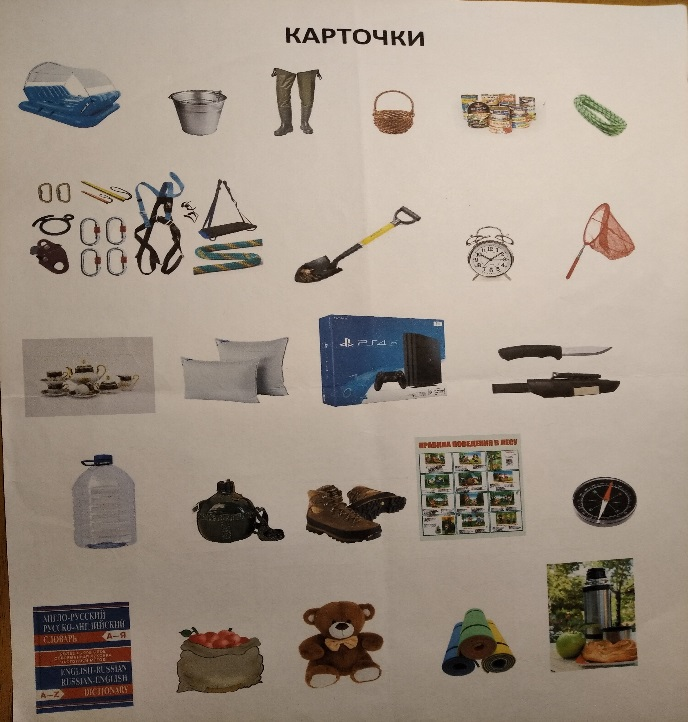 КАРТОЧКИ
PS4
ПРАВИЛА ПОВЕДЕНИЯ В ЛЕСУ
АНГЛО-РУССКИЙ
РУССКО-АНГЛИЙСКИЙ
СЛОВАРЬ А–Я
ENGLISH-RUSSIAN
RUSSIAN-ENGLISH
A–Z DICTIONARY